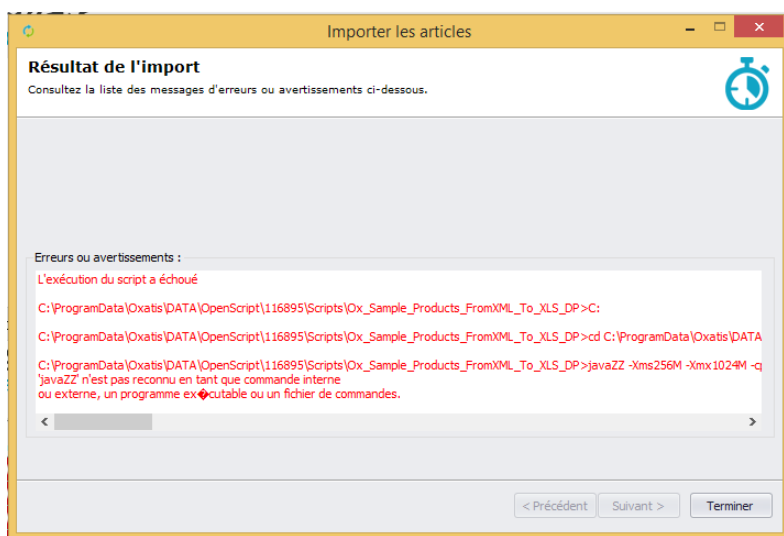 Importer les articles
Résultat de l'import
Consultez la liste des messages d'erreurs ou avertissements ci-dessous.
Erreurs ou avertissements :
L'exécution du script a échoué
C:\ProgramData\Oxatis\DATA\OpenScript\116895\Scripts\Ox_Sample_Products_FromXML_To_XLS_DP>C:
C:\ProgramData\Oxatis\DATA\OpenScript\116895\Scripts\Ox_Sample_Products_FromXML_To_XLS_DP>cd C:\ProgramData\Oxatis\DATA
C:\ProgramData\Oxatis\DATA\OpenScript\116895\Scripts\Ox_Sample_Products_FromXML_To_XLS_DP>javaZZ -Xms256M -Xmx1024M -c
'javaZZ' n'est pas reconnu en tant que commande interne
ou externe, un programme ex�cutable ou un fichier de commandes.
< Précédent
Suivant >
Terminer